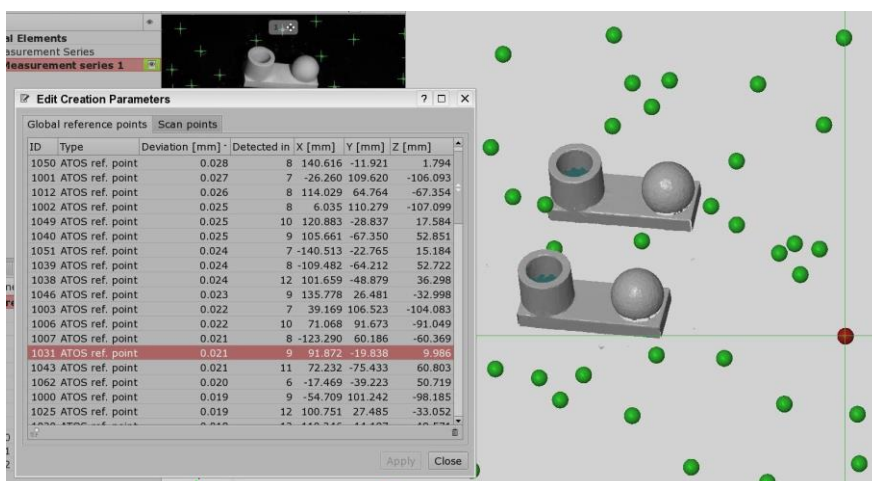 al Elements
asurement Series
Measurement series 1
Edit Creation Parameters
Global reference points Scan points
ID Type Deviation [mm] Detected in X [mm] Y [mm] Z [mm]
1050 ATOS ref. point 0.028 8 140.616 -11.921 1.794
1001 ATOS ref. point 0.027 7 -26.260 109.620 -106.093
1012 ATOS ref. point 0.026 8 114.029 64.764 -67.354
1002 ATOS ref. point 0.025 8 6.035 110.279 -107.099
1049 ATOS ref. point 0.025 10 120.883 -28.837 17.584
1040 ATOS ref. point 0.025 9 105.661 -67.350 52.851
1051 ATOS ref. point 0.024 7 -140.513 -22.765 15.184
1039 ATOS ref. point 0.024 8 -109.482 -64.212 52.722
1038 ATOS ref. point 0.024 12 101.659 -48.879 36.298
1046 ATOS ref. point 0.023 9 135.778 26.481 -32.998
1003 ATOS ref. point 0.022 7 39.169 106.523 -104.083
1006 ATOS ref. point 0.022 10 71.068 91.673 -91.049
1007 ATOS ref. point 0.021 8 -123.290 60.186 -60.369
1031 ATOS ref. point 0.021 9 91.872 -19.838 9.986
1043 ATOS ref. point 0.021 11 72.232 -75.433 60.803
1062 ATOS ref. point 0.020 6 -17.469 -39.223 50.719
1000 ATOS ref. point 0.019 9 -54.709 101.242 -98.185
1025 ATOS ref. point 0.019 12 100.751 27.485 -33.052
Apply Close